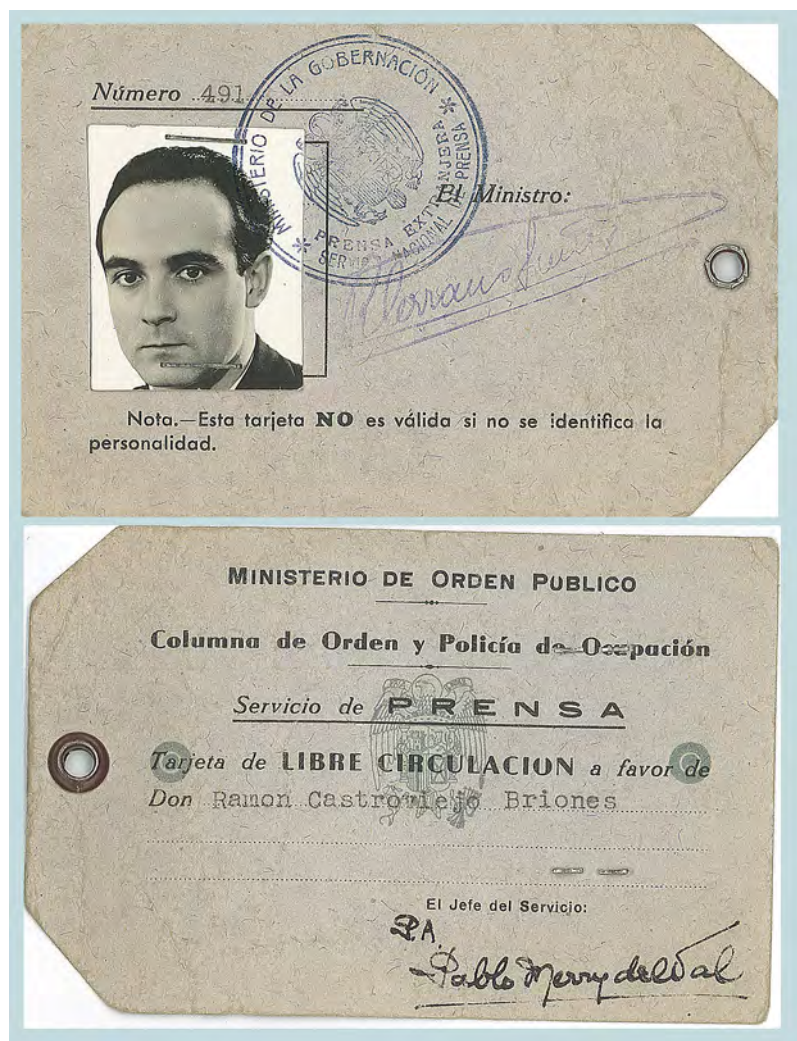 Número 491
MINISTERIO DE LA GOBERNACIÓN
PRENSA EXTRANJERA
SERVICIO NACIONAL DE PRENSA
El Ministro:
R Serrano Suñer
Nota.—Esta tarjeta NO es válida si no se identifica la
personalidad.
MINISTERIO DE ORDEN PUBLICO
Columna de Orden y Policía de Ocupación
Servicio de PRENSA
Tarjeta de LIBRE CIRCULACION a favor de
Don Ramon Castroviejo Briones
El Jefe del Servicio:
P.A.
Pablo Merry del Val